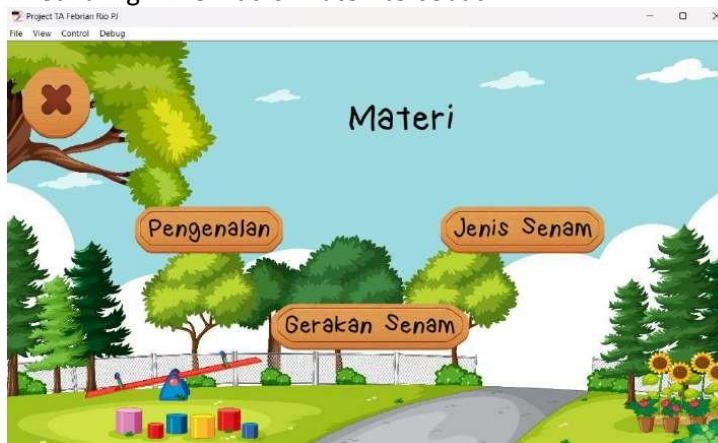 Project TA Febrian Rio PJ
File View Control Debug
Materi
Pengenalan
Jenis Senam
Gerakan Senam